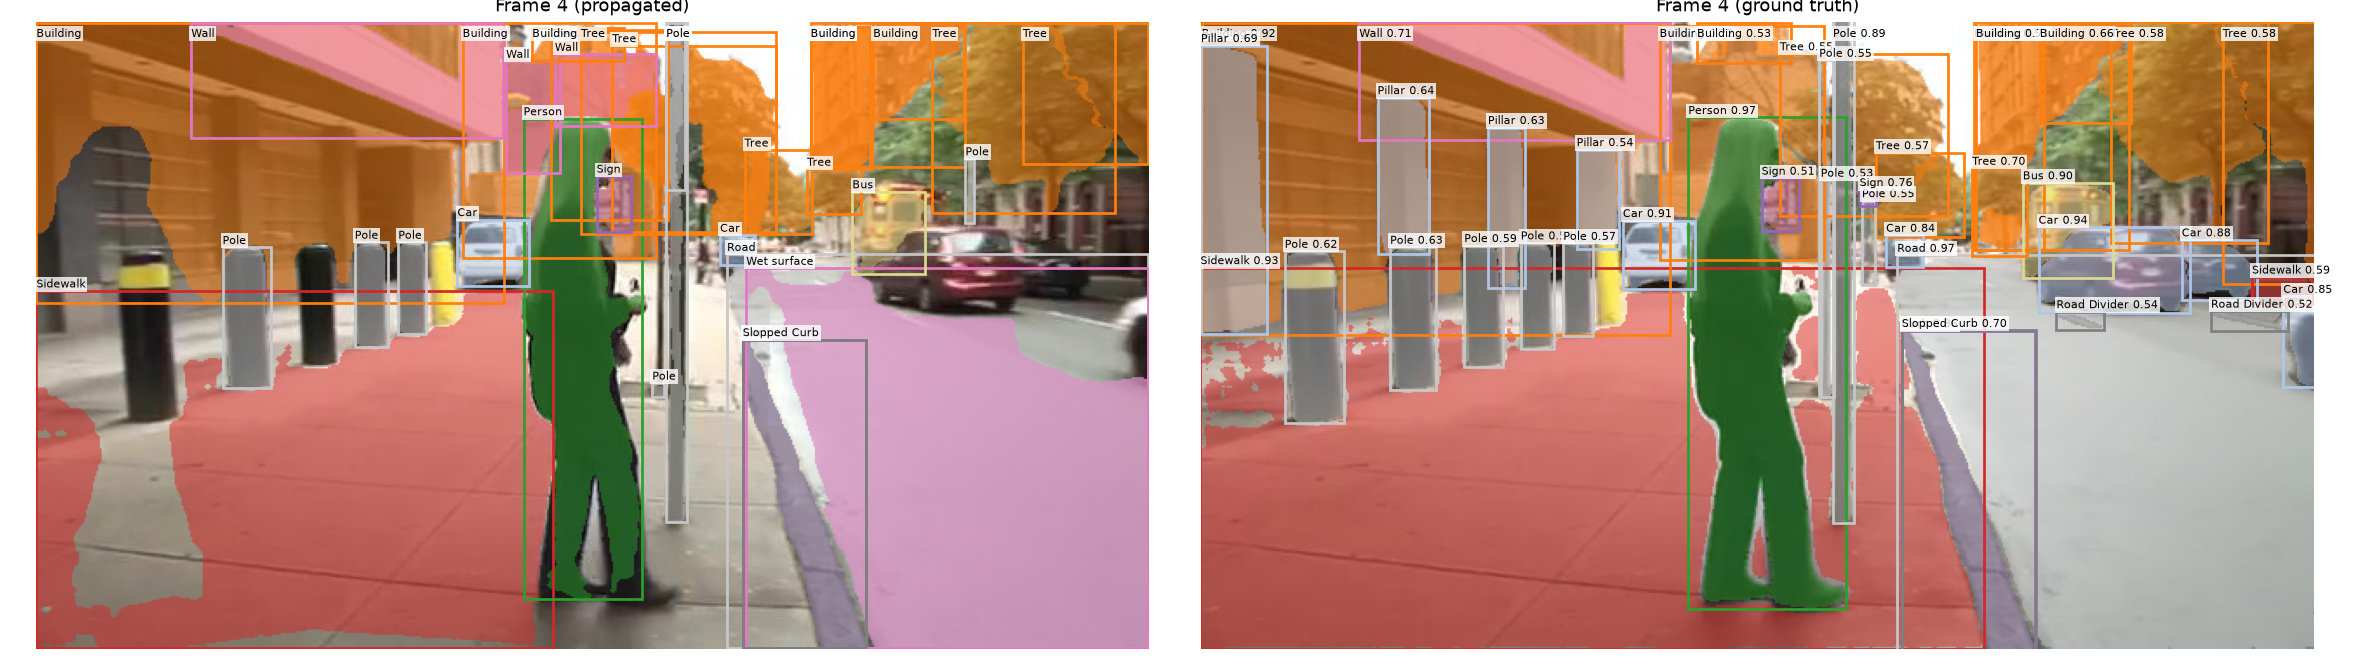 Frame 4 (propagated)
Building
Wall
Building
Building
Tree
Tree
Wall
Wall
Pole
Building
Building
Tree
Tree
Person
Tree
Tree
Pole
Sign
Bus
Car
Pole
Pole
Pole
Car
Road
Wet surface
Sidewalk
Slopped Curb
Pole
Frame 4 (ground truth)
Pillar 0.69
Wall 0.71
Building 0.53
Pole 0.89
Tree 0.55
Pole 0.55
Building 0.66
Tree 0.58
Pillar 0.64
Person 0.97
Pillar 0.63
Pillar 0.54
Tree 0.57
Tree 0.70
Sign 0.51
Pole 0.53
Sign 0.76
Pole 0.55
Bus 0.90
Car 0.91
Car 0.94
Car 0.84
Car 0.88
Pole 0.62
Pole 0.63
Pole 0.59
Pole 0.57
Road 0.97
Sidewalk 0.93
Sidewalk 0.59
Car 0.85
Road Divider 0.54
Road Divider 0.52
Slopped Curb 0.70